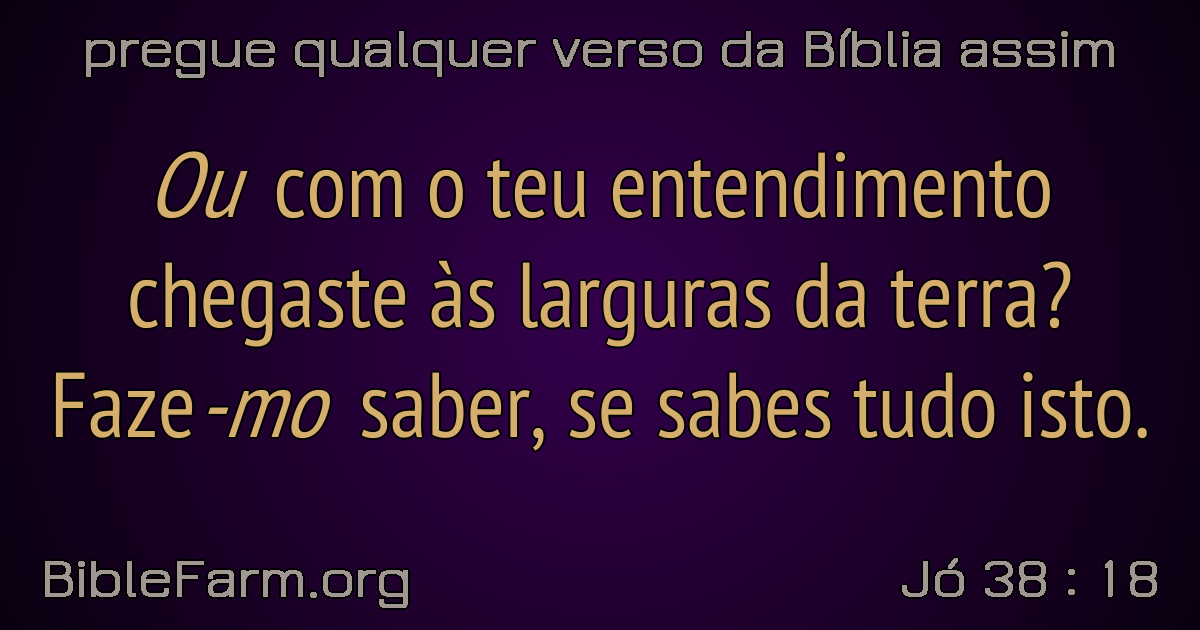 pregue qualquer verso da Bíblia assim
Ou com o teu entendimento
chegaste às larguras da terra?
Faze-mo saber, se sabes tudo isto.
BibleFarm.org
Jó 38 : 18